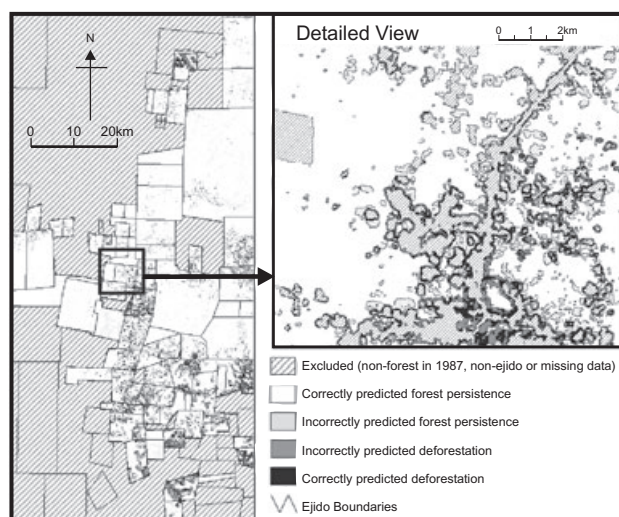 N
0 10 20km
Detailed View
0 1 2km
Excluded (non-forest in 1987, non-ejido or missing data)
Correctly predicted forest persistence
Incorrectly predicted forest persistence
Incorrectly predicted deforestation
Correctly predicted deforestation
Ejido Boundaries